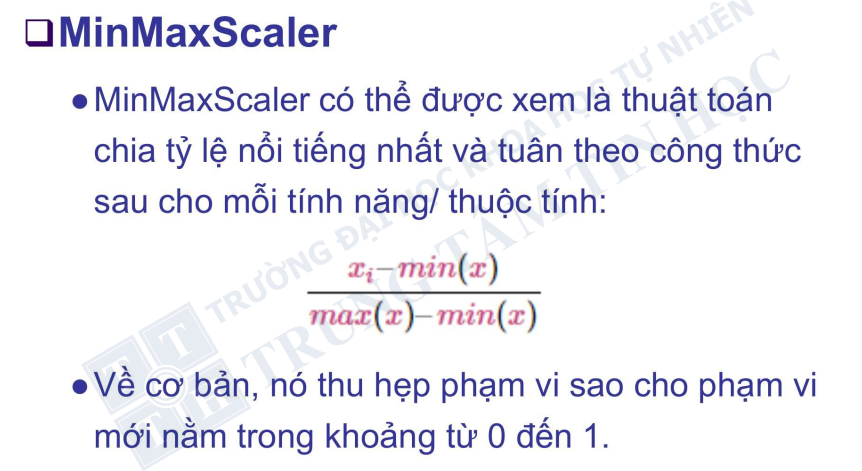 ❑MinMaxScaler
●MinMaxScaler có thể được xem là thuật toán
chia tỷ lệ nổi tiếng nhất và tuân theo công thức
sau cho mỗi tính năng/ thuộc tính:
xᵢ–min(x)
max(x)–min(x)
●Về cơ bản, nó thu hẹp phạm vi sao cho phạm vi
mới nằm trong khoảng từ 0 đến 1.
TRƯỜNG ĐẠI HỌC KHOA HỌC TỰ NHIÊN
TRUNG TÂM TIN HỌC